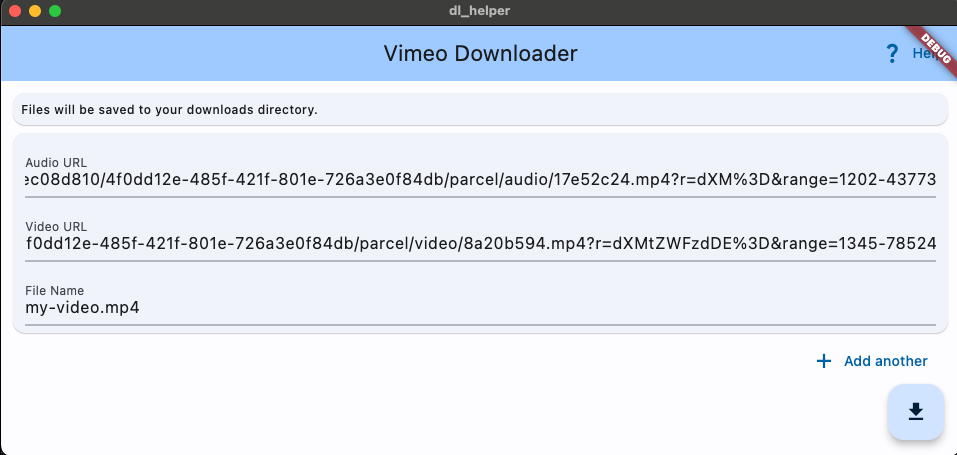 dl_helper
Vimeo Downloader
? Help
DEBUG
Files will be saved to your downloads directory.
Audio URL
ec08d810/4f0dd12e-485f-421f-801e-726a3e0f84db/parcel/audio/17e52c24.mp4?r=dXM%3D&range=1202-43773
Video URL
f0dd12e-485f-421f-801e-726a3e0f84db/parcel/video/8a20b594.mp4?r=dXMtZWFzdDE%3D&range=1345-78524
File Name
my-video.mp4
+ Add another